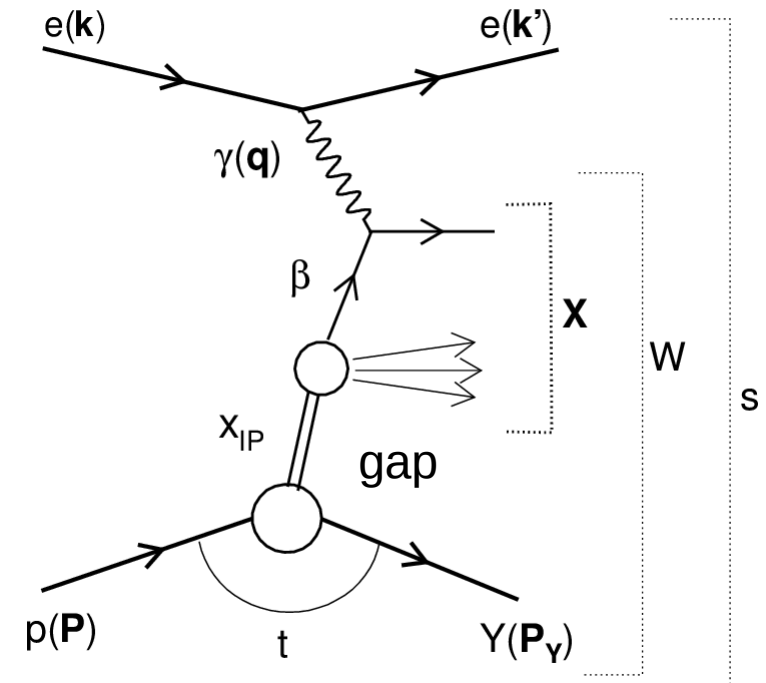 e(k)
e(k’)
γ(q)
β
X
W
s
x_IP
gap
p(P)
t
Y(P_Y)